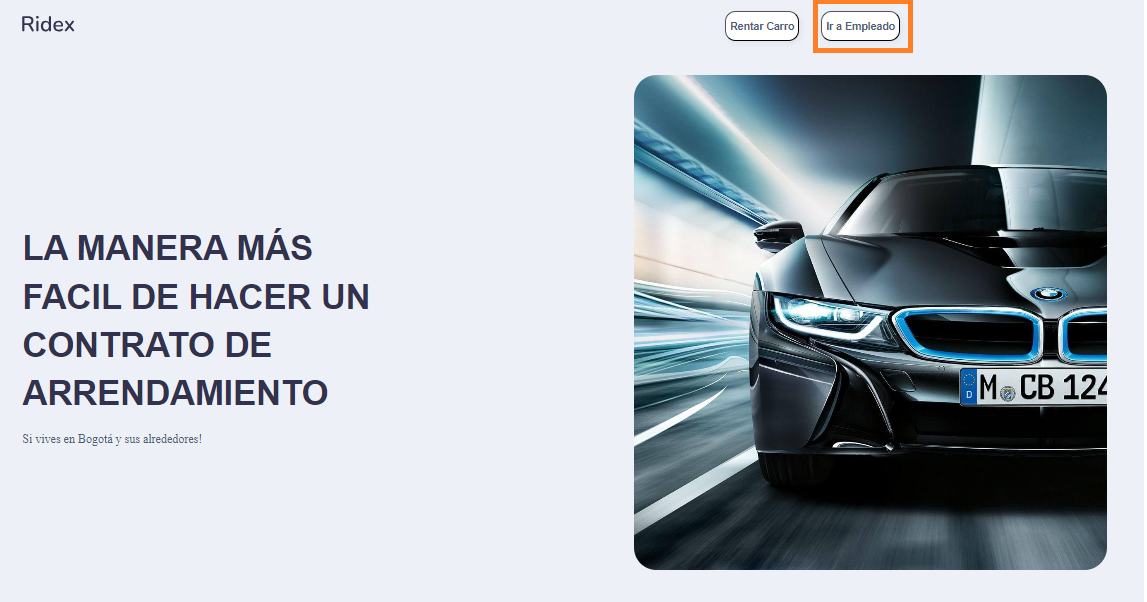 Ridex
Rentar Carro
Ir a Empleado
LA MANERA MÁS
FACIL DE HACER UN
CONTRATO DE
ARRENDAMIENTO
Si vives en Bogotá y sus alrededores!
BMW
D
M CB 124